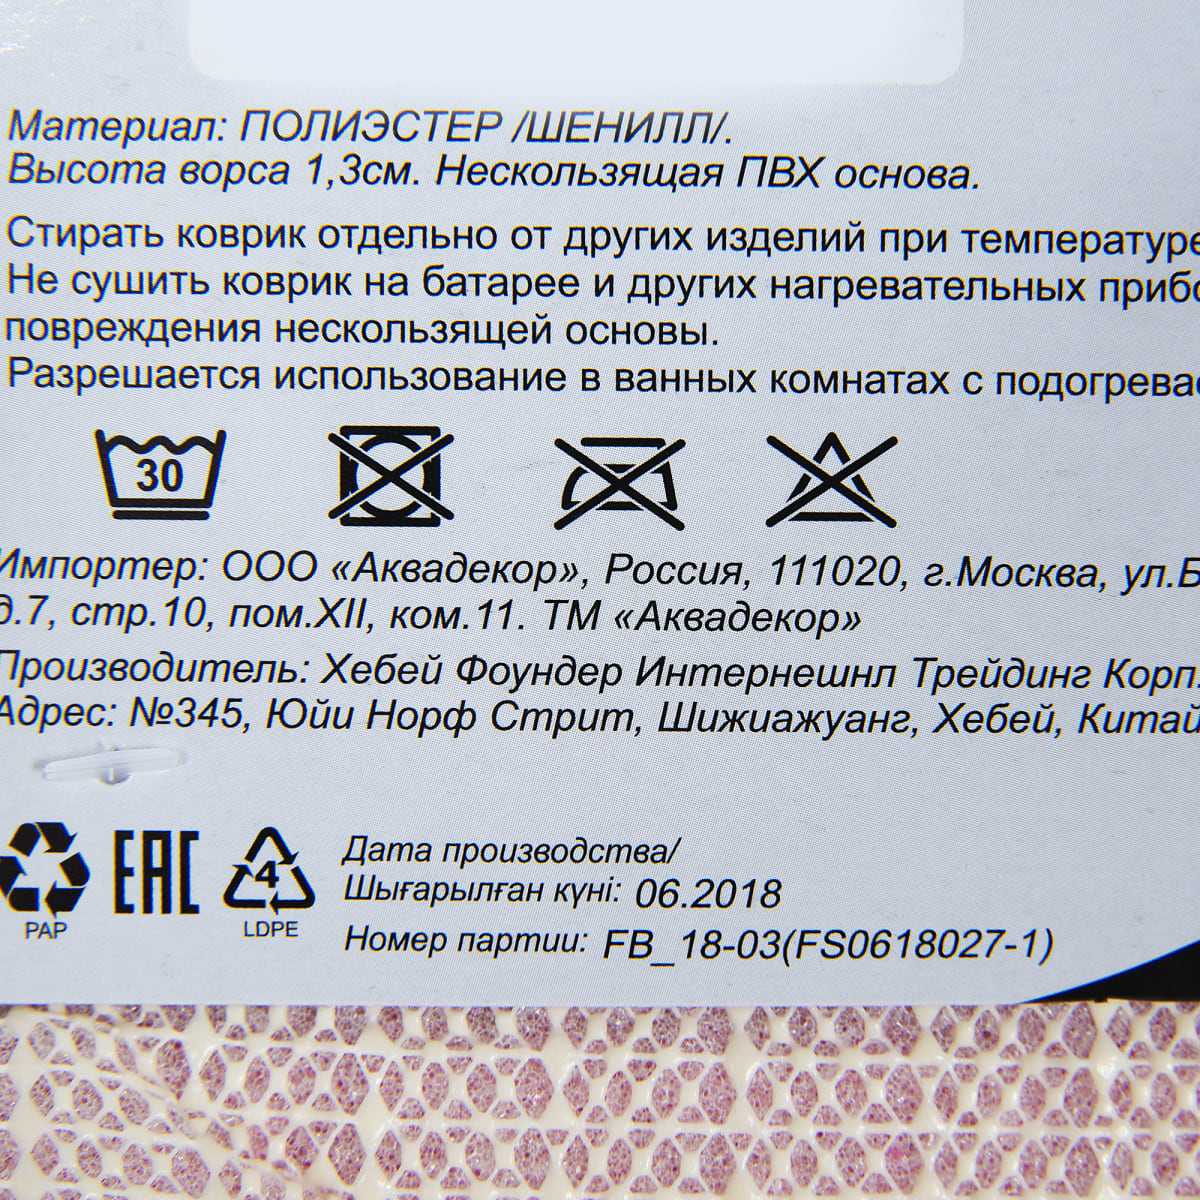 Материал: ПОЛИЭСТЕР /ШЕНИЛЛ/.
Высота ворса 1,3см. Нескользящая ПВХ основа.
Стирать коврик отдельно от других изделий при температуре
Не сушить коврик на батарее и других нагревательных
повреждения нескользящей основы.
Разрешается использование в ванных комнатах с
30
Импортер: ООО «Аквадекор», Россия, 111020, г.Москва, ул.
д.7, стр.10, пом.XII, ком.11. ТМ «Аквадекор»
Производитель: Хебей Фоундер Интернешнл Трейдинг Корп.
Адрес: №345, Юйи Норф Стрит, Шижиажуанг, Хебей, Китай
PAP
EAC
4
LDPE
Дата производства/
Шығарылған күні: 06.2018
Номер партии: FB_18-03(FS0618027-1)